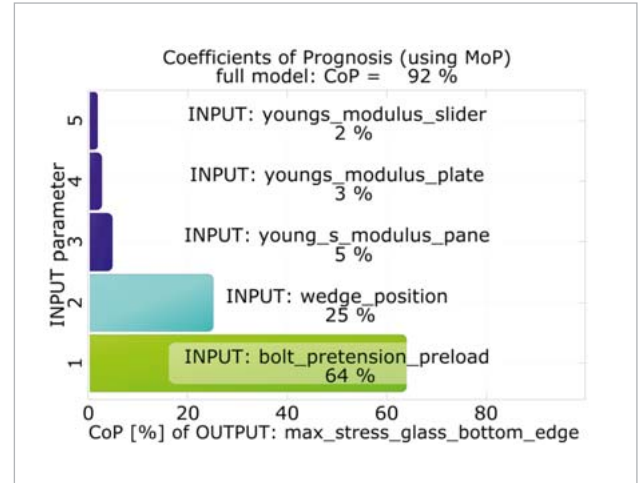 Coefficients of Prognosis (using MoP)
full model: CoP = 92 %
INPUT parameter
5
INPUT: youngs_modulus_slider
2 %
4
INPUT: youngs_modulus_plate
3 %
3
INPUT: young_s_modulus_pane
5 %
2
INPUT: wedge_position
25 %
1
INPUT: bolt_pretension_preload
64 %
0 20 40 60 80
CoP [%] of OUTPUT: max_stress_glass_bottom_edge